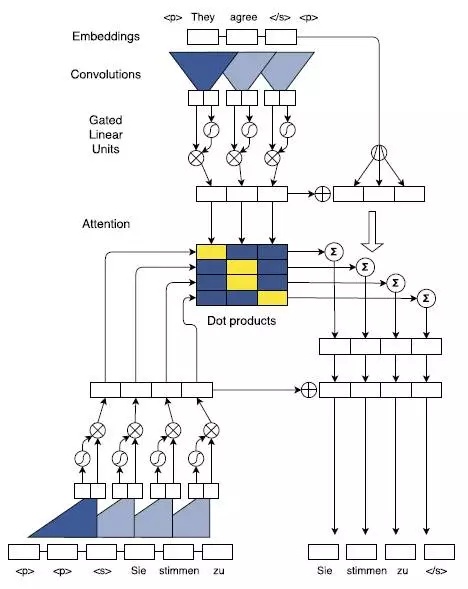 <p> They agree </s> <p>
Embeddings
Convolutions
Gated
Linear
Units
Attention
Σ
Σ
Σ
Σ
Dot products
<p> <p> <s> Sie stimmen zu
Sie stimmen zu </s>